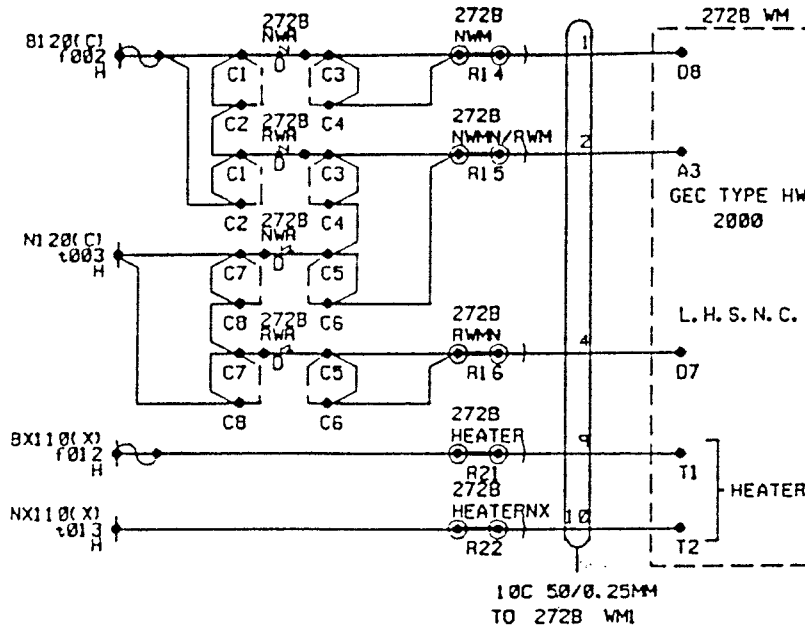 272B
NWR
272B
NWM
272B WM
B120(C)
f002
H
C1
C3
R14
1
D8
C2
C4
272B
RWR
272B
NWMN/RWM
2
C1
C3
R15
A3
GEC TYPE HW
2000
C2
C4
272B
NWR
N120(C)
t003
H
C7
C5
C8
C6
272B
RWR
272B
RWMN
4
L.H.S.N.C.
C7
C5
R16
D7
C8
C6
BX110(X)
f012
H
272B
HEATER
9
R21
T1
HEATER
NX110(X)
t013
H
272B
HEATERNX
10
R22
T2
10C 50/0.25MM
TO 272B WM1